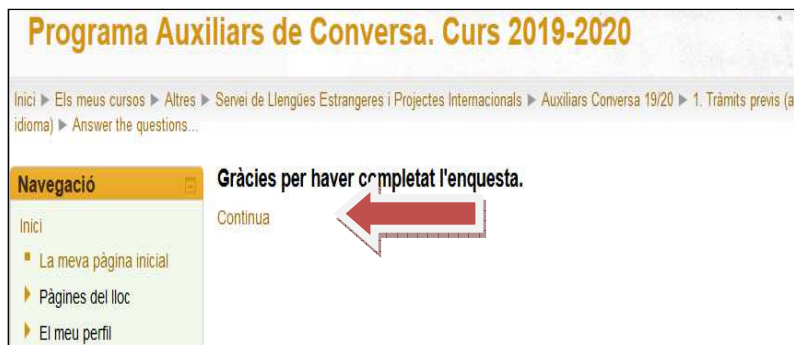 Programa Auxiliars de Conversa. Curs 2019-2020
Inici ▶ Els meus cursos ▶ Altres ▶ Servei de Llengües Estrangeres i Projectes Internacionals ▶ Auxiliars Conversa 19/20 ▶ 1. Tràmits previs (a
idioma) ▶ Answer the questions...
Navegació
Gràcies per haver completat l'enquesta.
Continua
Inici
La meva pàgina inicial
Pàgines del lloc
El meu perfil